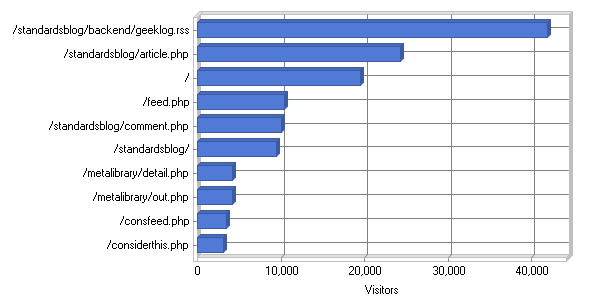 /standardsblog/backend/geeklog.rss
/standardsblog/article.php
/
/feed.php
/standardsblog/comment.php
/standardsblog/
/metalibrary/detail.php
/metalibrary/out.php
/consfeed.php
/considerthis.php
0 10,000 20,000 30,000 40,000
Visitors